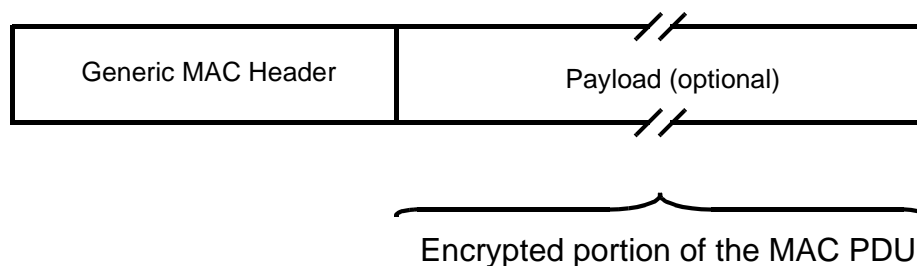 Generic MAC Header
Payload (optional)
Encrypted portion of the MAC PDU